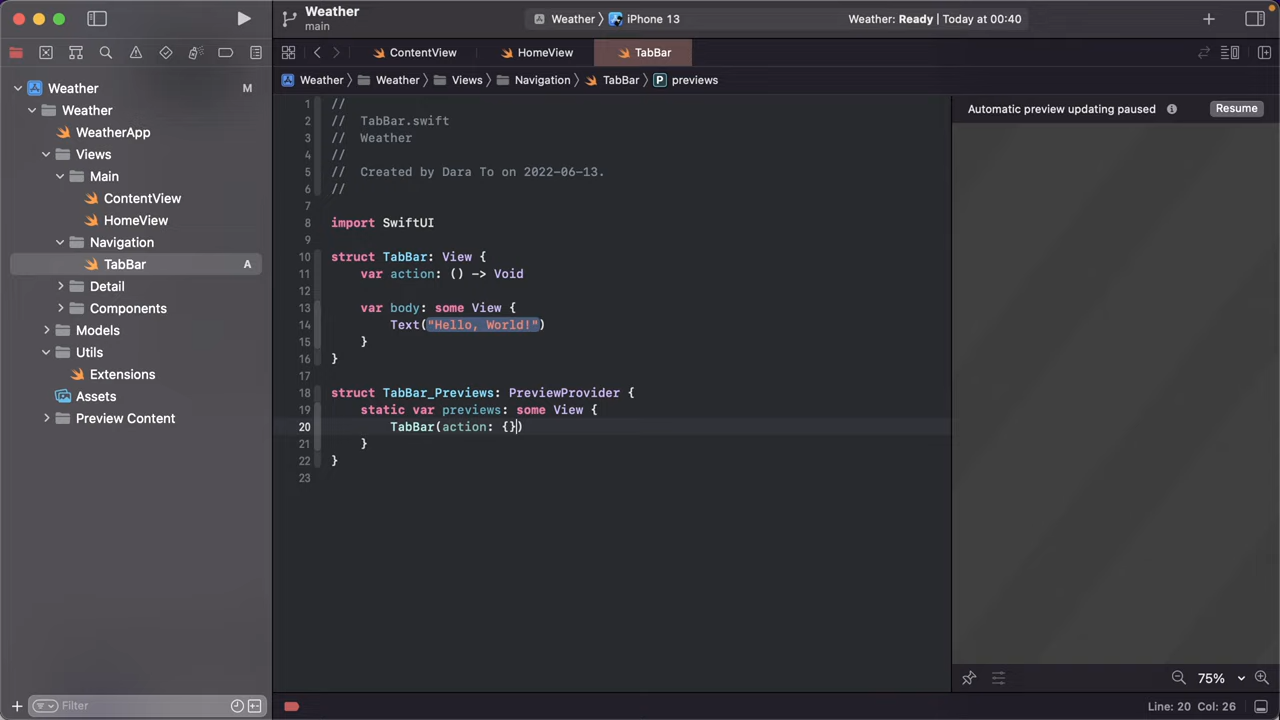 Weather
main
Weather 〉 iPhone 13
Weather: Ready | Today at 00:40
ContentView
HomeView
TabBar
Weather 〉 Weather 〉 Views 〉 Navigation 〉 TabBar 〉 P previews
Weather M
Weather
WeatherApp
Views
Main
ContentView
HomeView
Navigation
TabBar A
Detail
Components
Models
Utils
Extensions
Assets
Preview Content
Filter
1 //
2 //  TabBar.swift
3 //  Weather
4 //
5 //  Created by Dara To on 2022-06-13.
6 //
7
8 import SwiftUI
9
10 struct TabBar: View {
11     var action: () -> Void
12
13     var body: some View {
14         Text("Hello, World!")
15     }
16 }
17
18 struct TabBar_Previews: PreviewProvider {
19     static var previews: some View {
20         TabBar(action: {})
21     }
22 }
23
Automatic preview updating paused
Resume
75%
Line: 20 Col: 26